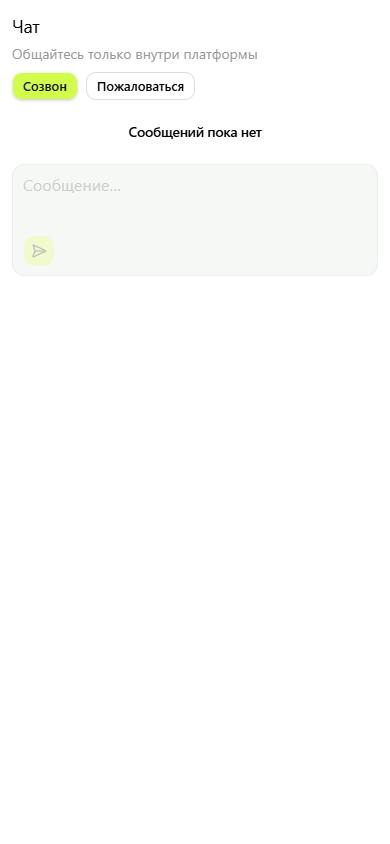 Чат
Общайтесь только внутри платформы
Созвон Пожаловаться
Сообщений пока нет
Сообщение...